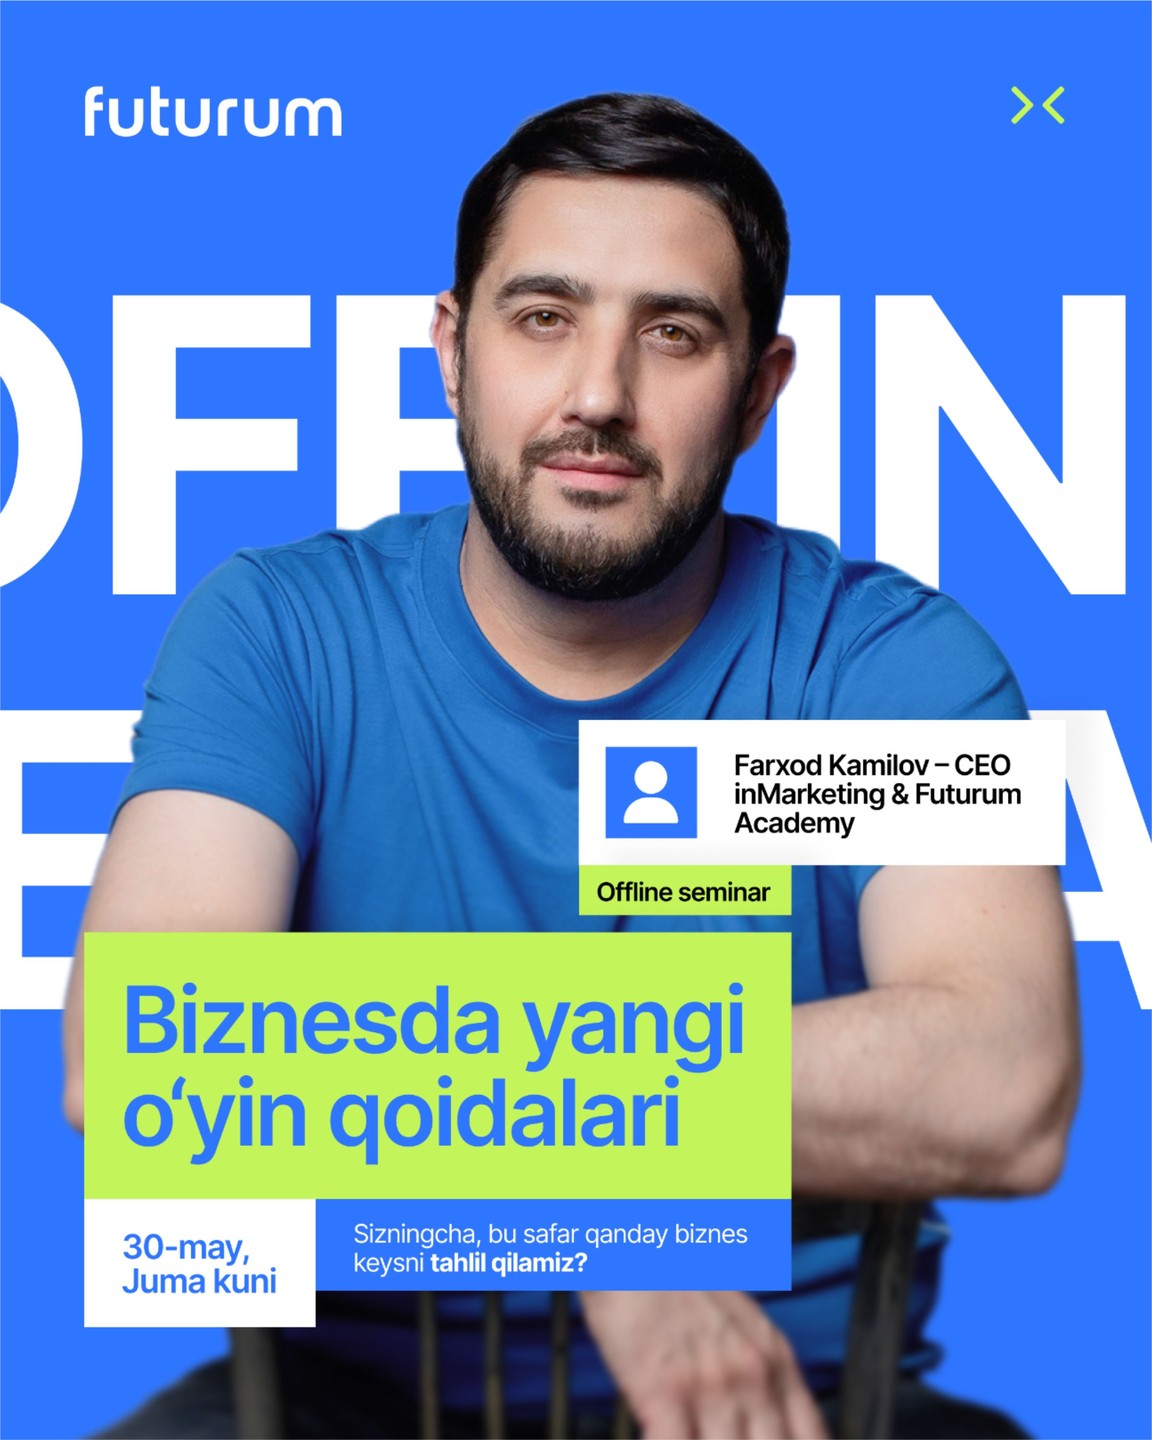 futurum
Farxod Kamilov – CEO
inMarketing & Futurum
Academy
Offline seminar
Biznesda yangi
o‘yin qoidalari
30-may,
Juma kuni
Sizningcha, bu safar qanday biznes
keysni tahlil qilamiz?